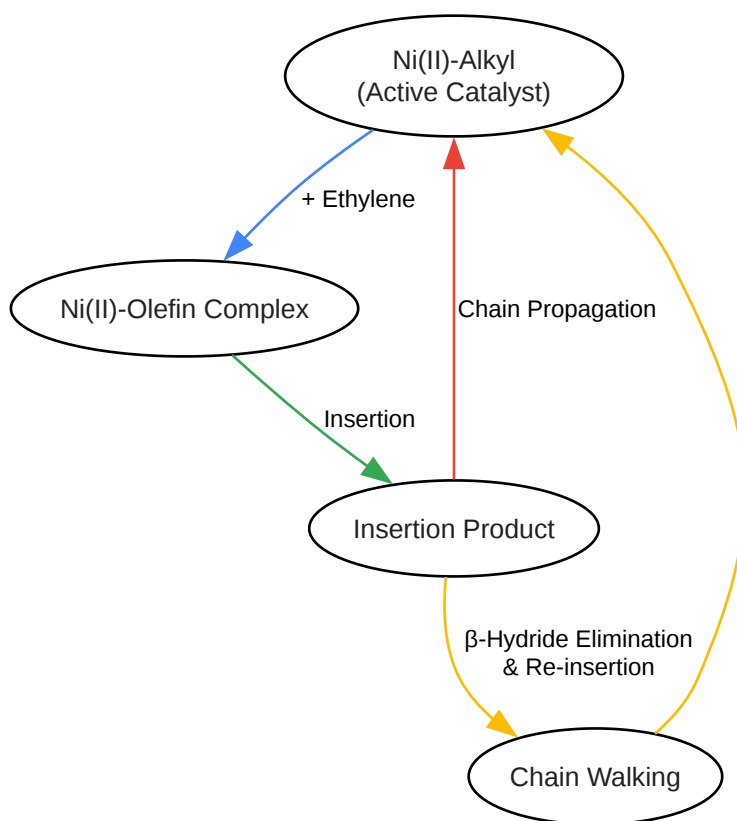 Ni(II)-Alkyl
(Active Catalyst)
+ Ethylene
Ni(II)-Olefin Complex
Chain Propagation
Insertion
Insertion Product
β-Hydride Elimination
& Re-insertion
Chain Walking